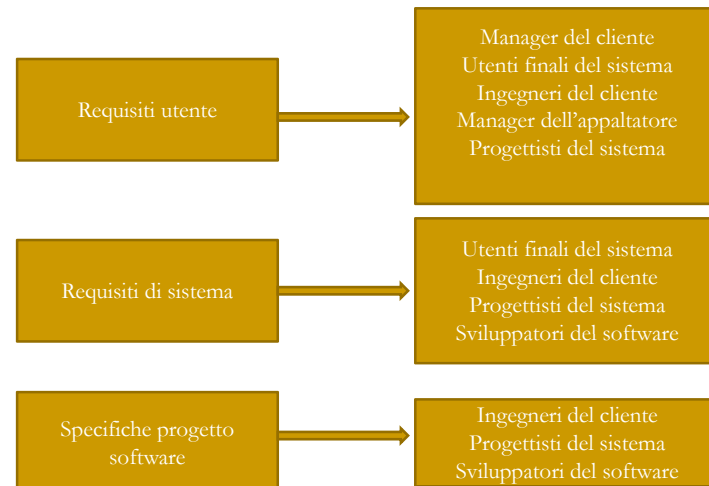 Requisiti utente
Manager del cliente
Utenti finali del sistema
Ingegneri del cliente
Manager dell’appaltatore
Progettisti del sistema
Requisiti di sistema
Utenti finali del sistema
Ingegneri del cliente
Progettisti del sistema
Sviluppatori del software
Specifiche progetto
software
Ingegneri del cliente
Progettisti del sistema
Sviluppatori del software